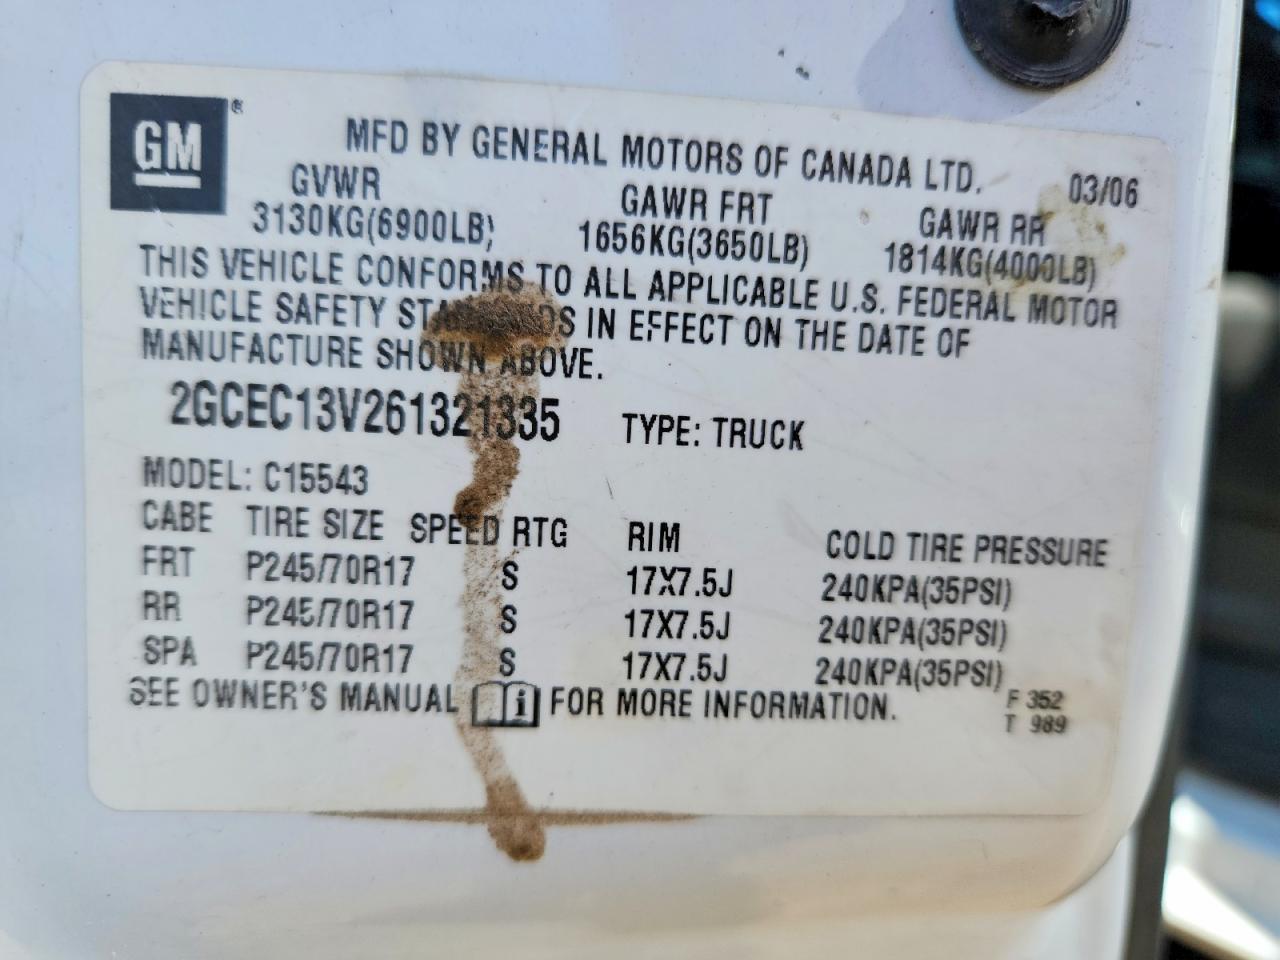 GM®
MFD BY GENERAL MOTORS OF CANADA LTD.
03/06
GVWR GAWR FRT GAWR RR
3130KG(6900LB) 1656KG(3650LB) 1814KG(4000LB)
THIS VEHICLE CONFORMS TO ALL APPLICABLE U.S. FEDERAL MOTOR
VEHICLE SAFETY STANDARDS IN EFFECT ON THE DATE OF
MANUFACTURE SHOWN ABOVE.
2GCEC13V261321335 TYPE: TRUCK
MODEL: C15543
CABE TIRE SIZE SPEED RTG RIM COLD TIRE PRESSURE
FRT P245/70R17 S 17X7.5J 240KPA(35PSI)
RR P245/70R17 S 17X7.5J 240KPA(35PSI)
SPA P245/70R17 S 17X7.5J 240KPA(35PSI)
SEE OWNER'S MANUAL i FOR MORE INFORMATION.
F 352
T 989